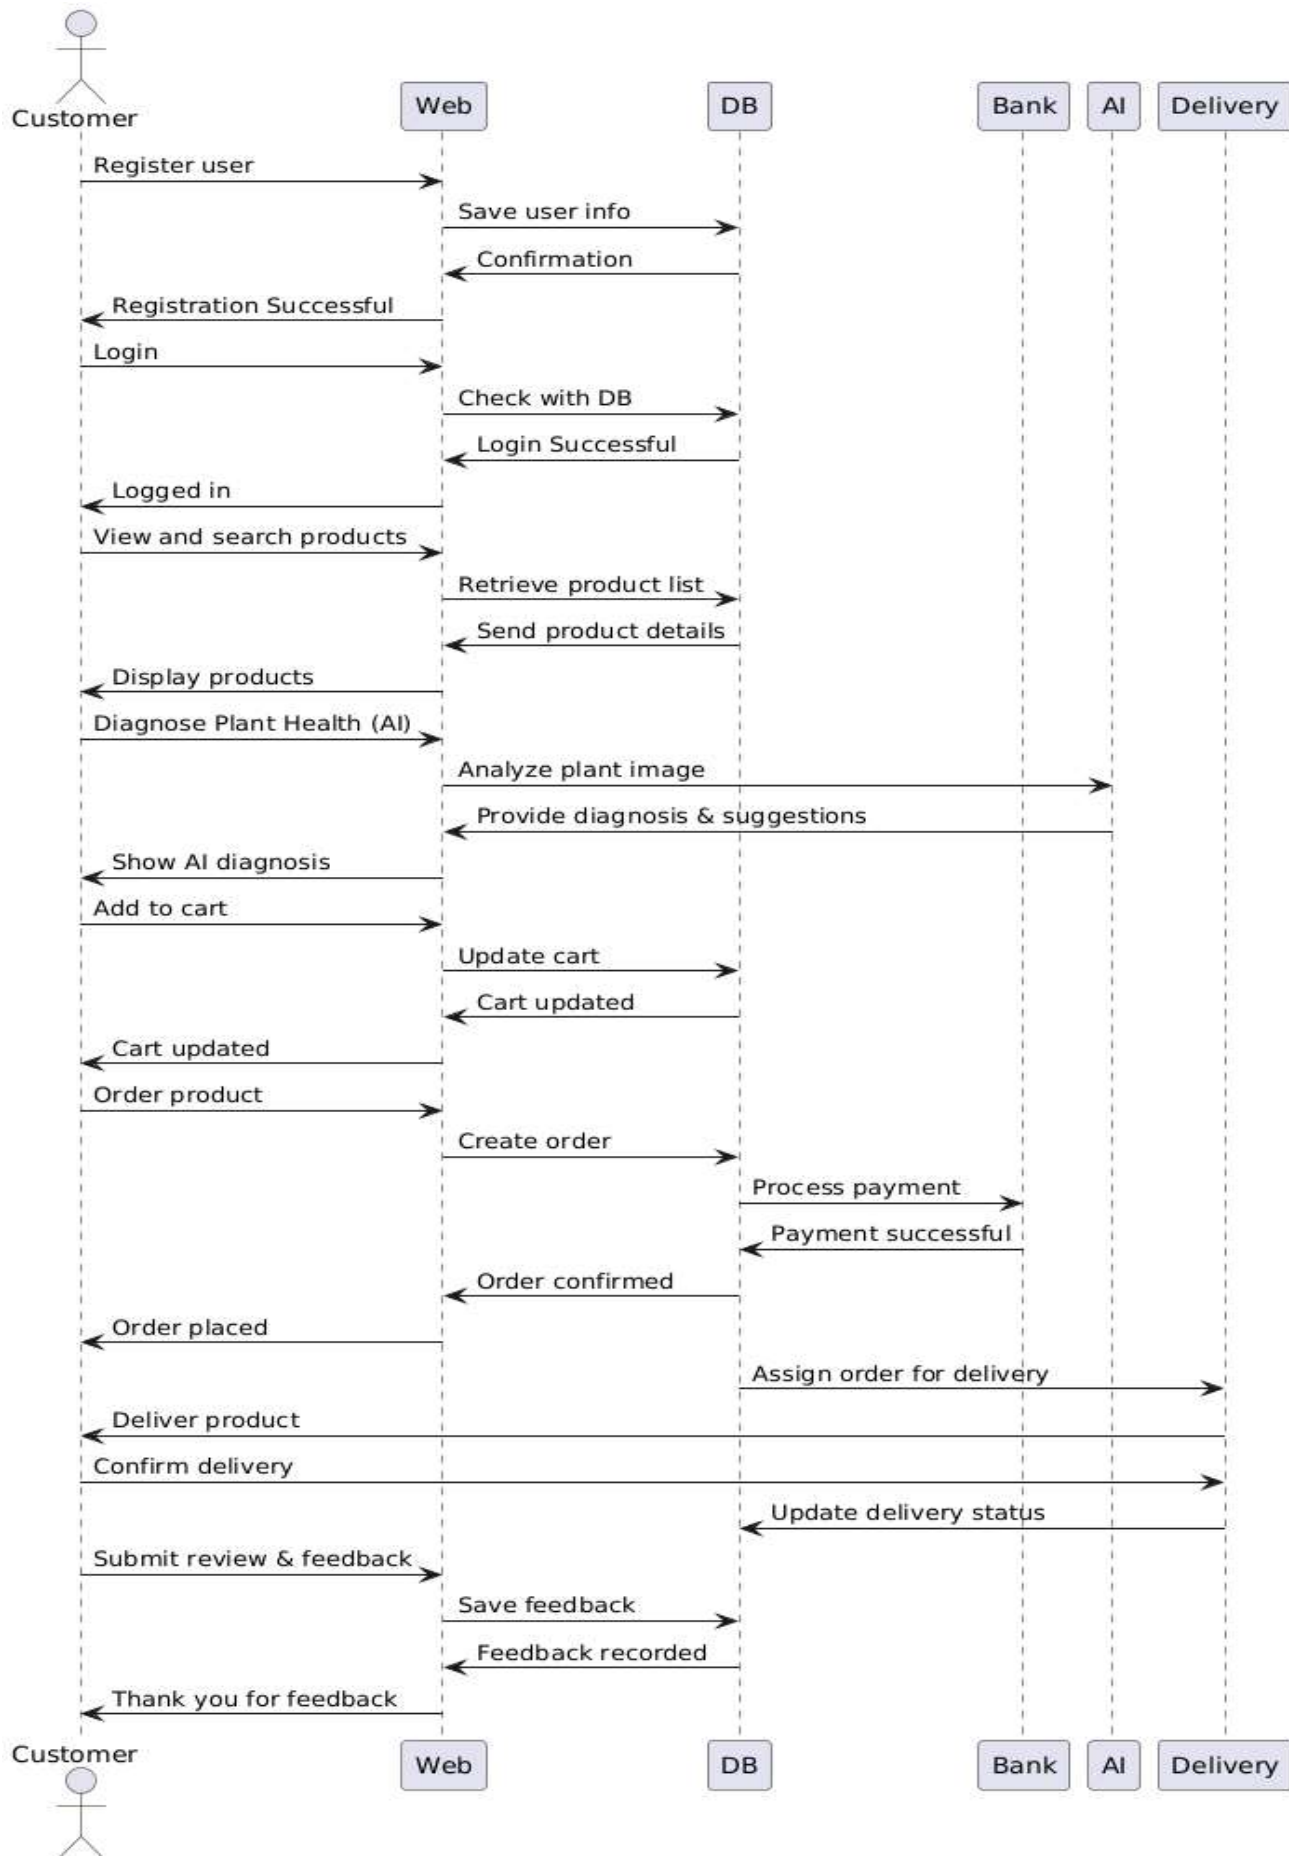 Customer
Web
DB
Bank
AI
Delivery
Register user
Save user info
Confirmation
Registration Successful
Login
Check with DB
Login Successful
Logged in
View and search products
Retrieve product list
Send product details
Display products
Diagnose Plant Health (AI)
Analyze plant image
Provide diagnosis & suggestions
Show AI diagnosis
Add to cart
Update cart
Cart updated
Cart updated
Order product
Create order
Process payment
Payment successful
Order confirmed
Order placed
Assign order for delivery
Deliver product
Confirm delivery
Update delivery status
Submit review & feedback
Save feedback
Feedback recorded
Thank you for feedback
Customer
Web
DB
Bank
AI
Delivery